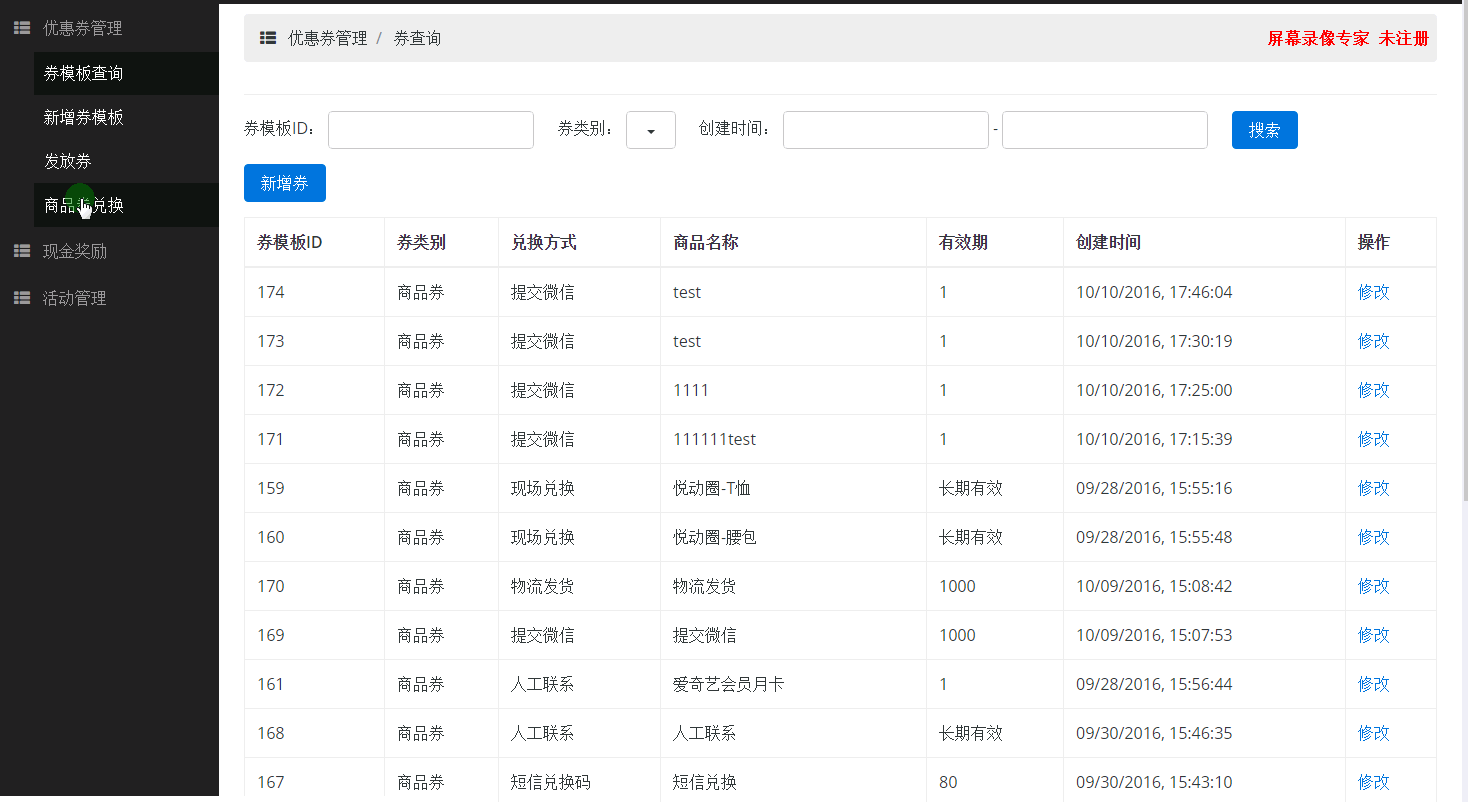 优惠券管理
券模板查询
新增券模板
发放券
商品券兑换
现金奖励
活动管理
优惠券管理 / 券查询
屏幕录像专家 未注册
券模板ID： 券类别： 创建时间： - 搜索
新增券
券模板ID 券类别 兑换方式 商品名称 有效期 创建时间 操作
174 商品券 提交微信 test 1 10/10/2016, 17:46:04 修改
173 商品券 提交微信 test 1 10/10/2016, 17:30:19 修改
172 商品券 提交微信 1111 1 10/10/2016, 17:25:00 修改
171 商品券 提交微信 111111test 1 10/10/2016, 17:15:39 修改
159 商品券 现场兑换 悦动圈-T恤 长期有效 09/28/2016, 15:55:16 修改
160 商品券 现场兑换 悦动圈-腰包 长期有效 09/28/2016, 15:55:48 修改
170 商品券 物流发货 物流发货 1000 10/09/2016, 15:08:42 修改
169 商品券 提交微信 提交微信 1000 10/09/2016, 15:07:53 修改
161 商品券 人工联系 爱奇艺会员月卡 1 09/28/2016, 15:56:44 修改
168 商品券 人工联系 人工联系 长期有效 09/30/2016, 15:46:35 修改
167 商品券 短信兑换码 短信兑换 80 09/30/2016, 15:43:10 修改